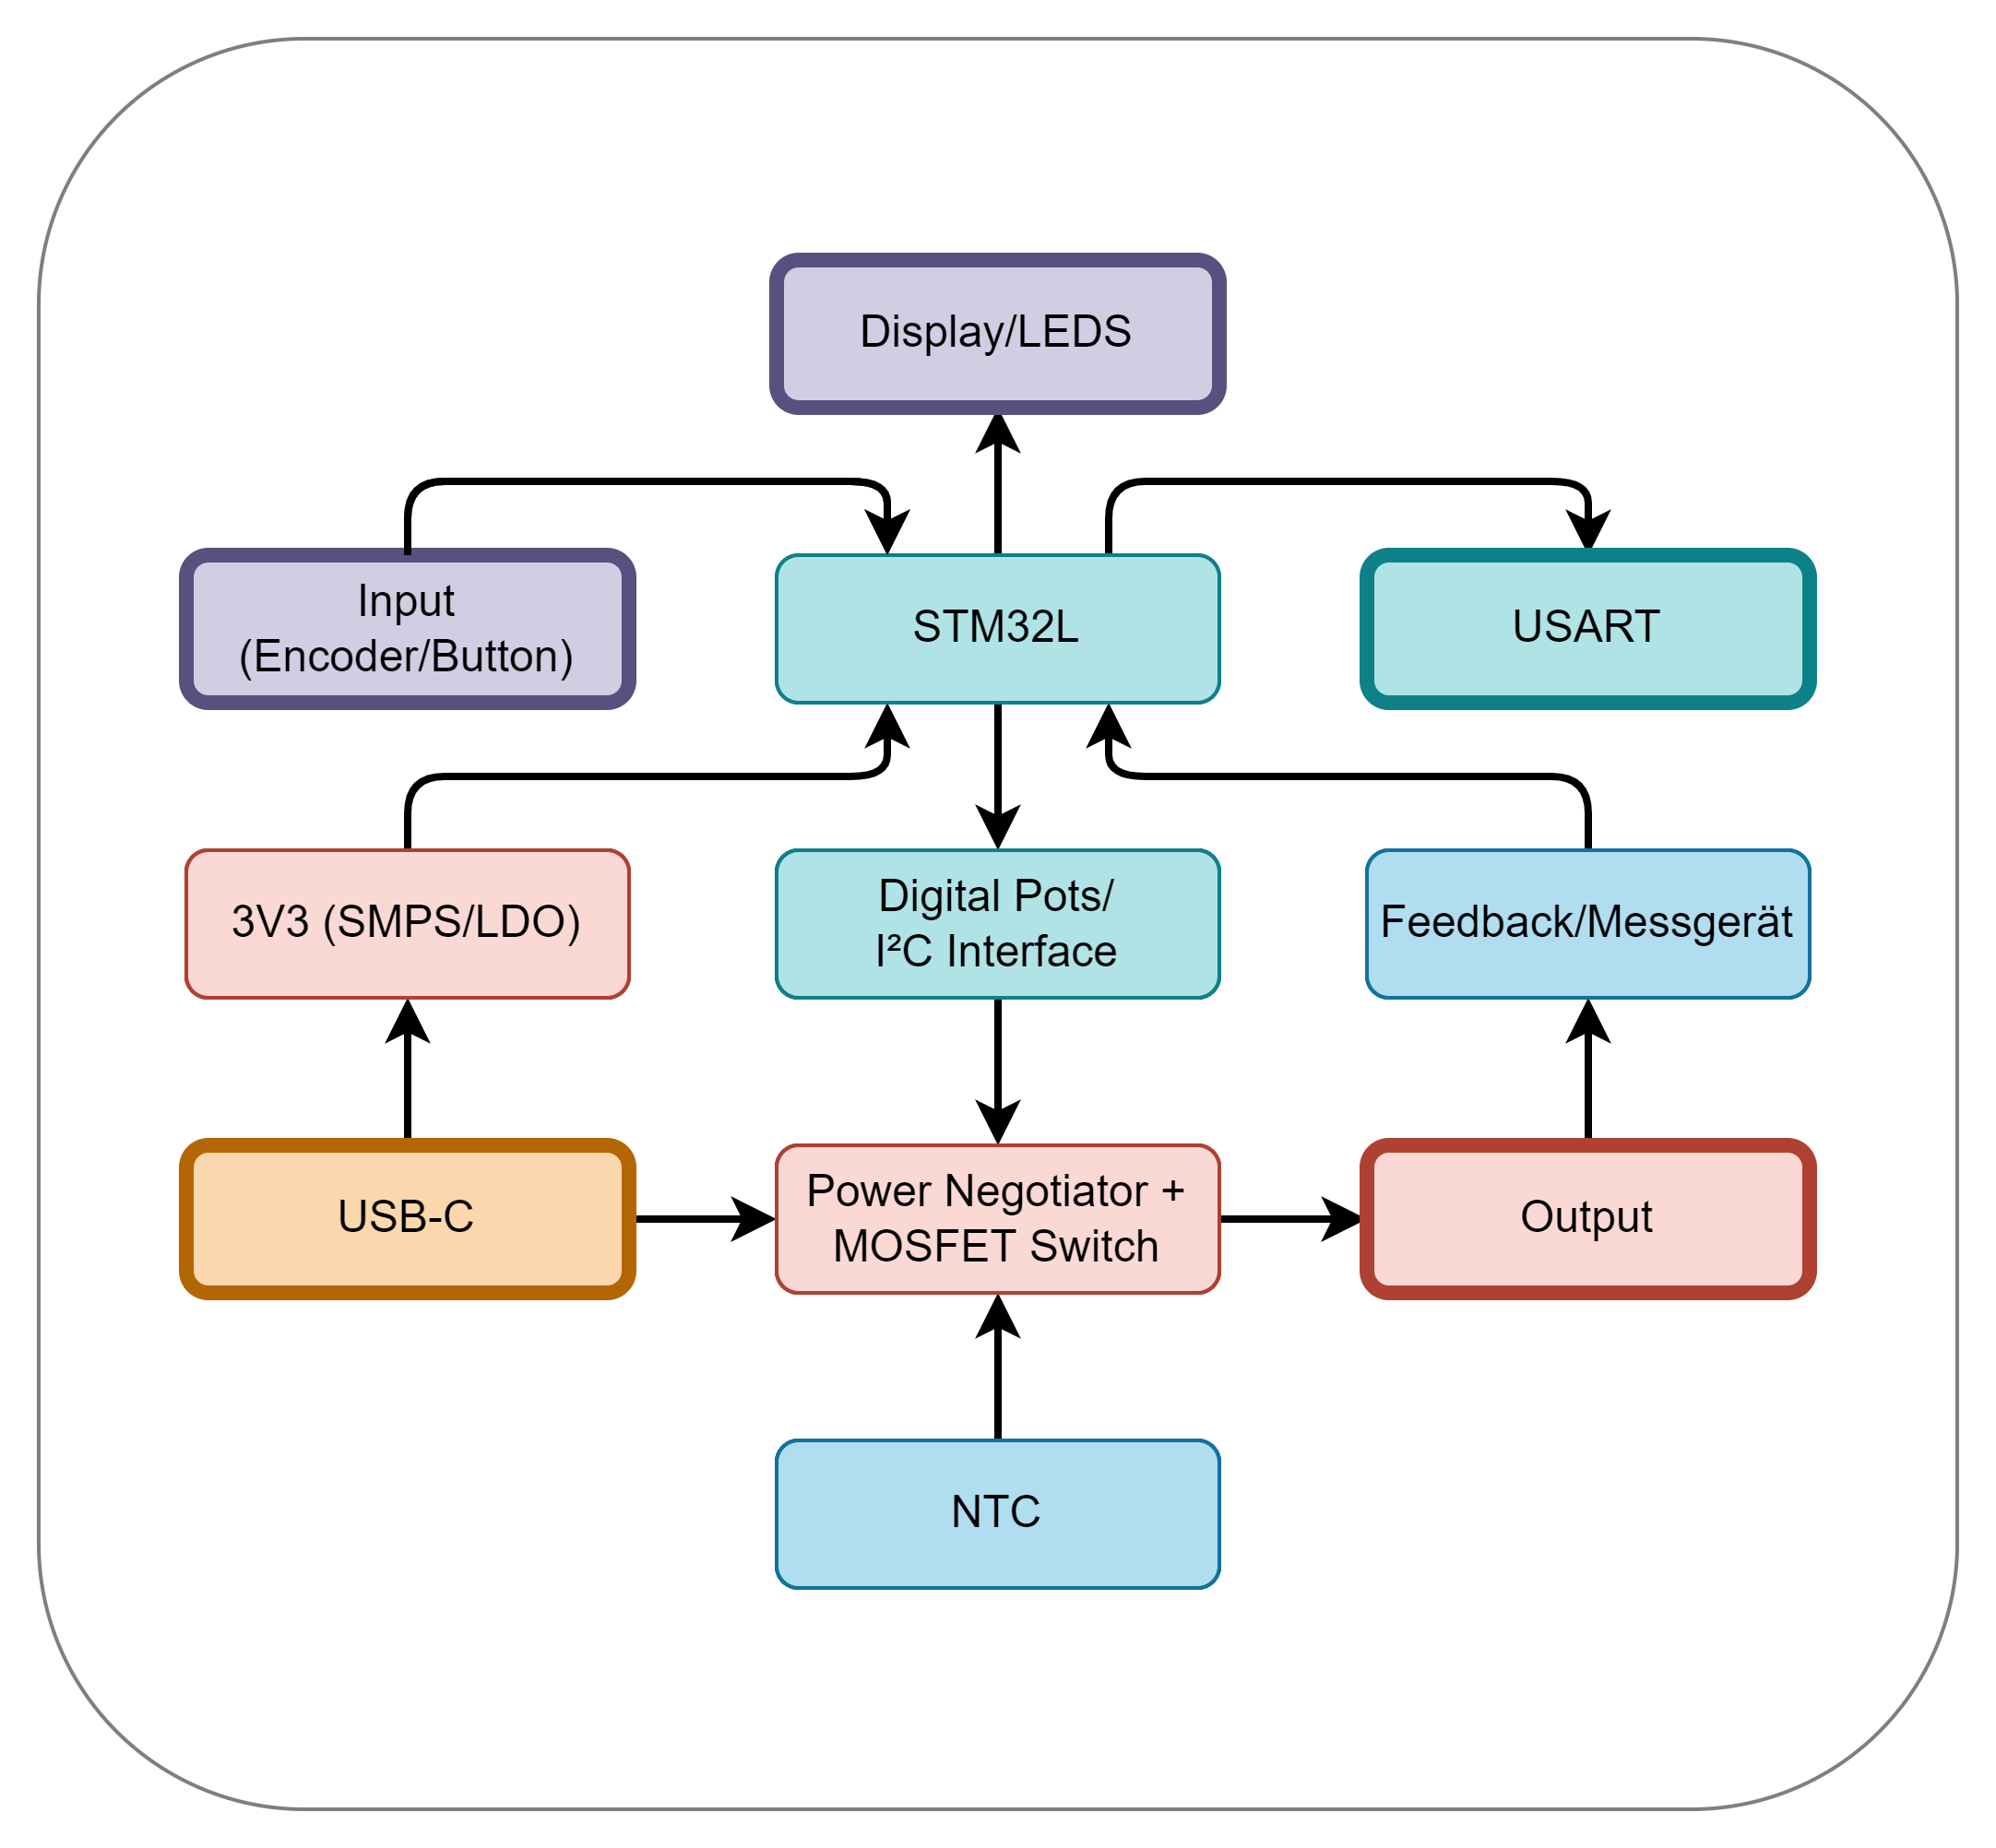 Display/LEDS
Input
(Encoder/Button)
STM32L
USART
3V3 (SMPS/LDO)
Digital Pots/
I²C Interface
Feedback/Messgerät
USB-C
Power Negotiator +
MOSFET Switch
Output
NTC